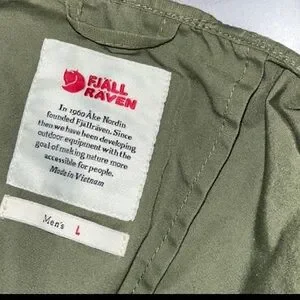 FJÄLL
RÄVEN
In 1960 Åke Nordin
founded Fjällräven. Since
then we have been developing
outdoor equipment with the
goal of making nature more
accessible for people.
Made in Vietnam
Men's L